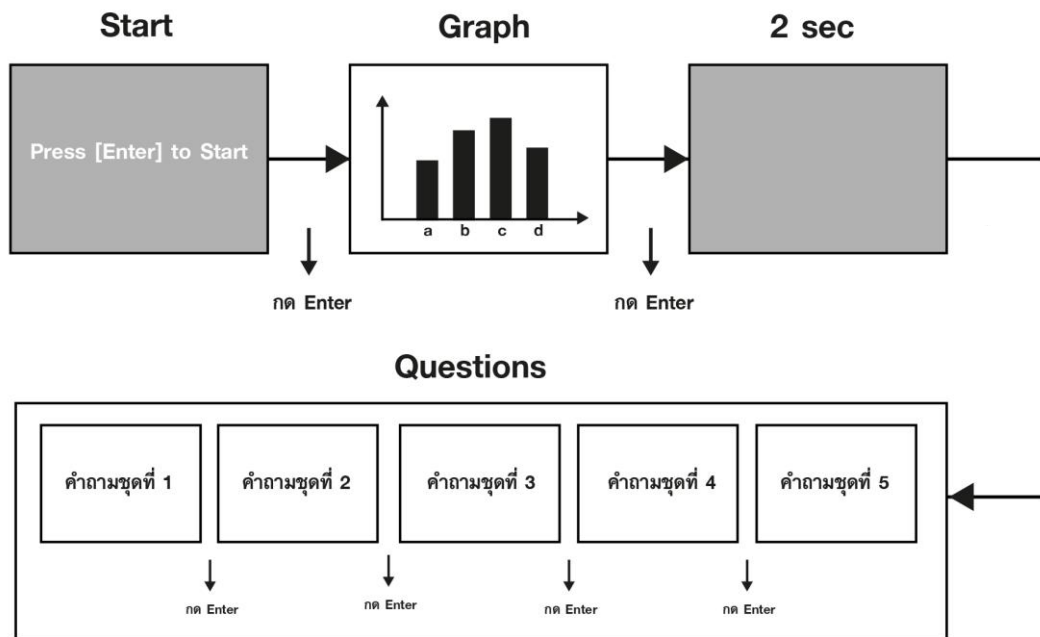 Start
Graph
2 sec
Press [Enter] to Start
a b c d
กด Enter
กด Enter
Questions
คำถามชุดที่ 1
คำถามชุดที่ 2
คำถามชุดที่ 3
คำถามชุดที่ 4
คำถามชุดที่ 5
กด Enter
กด Enter
กด Enter
กด Enter